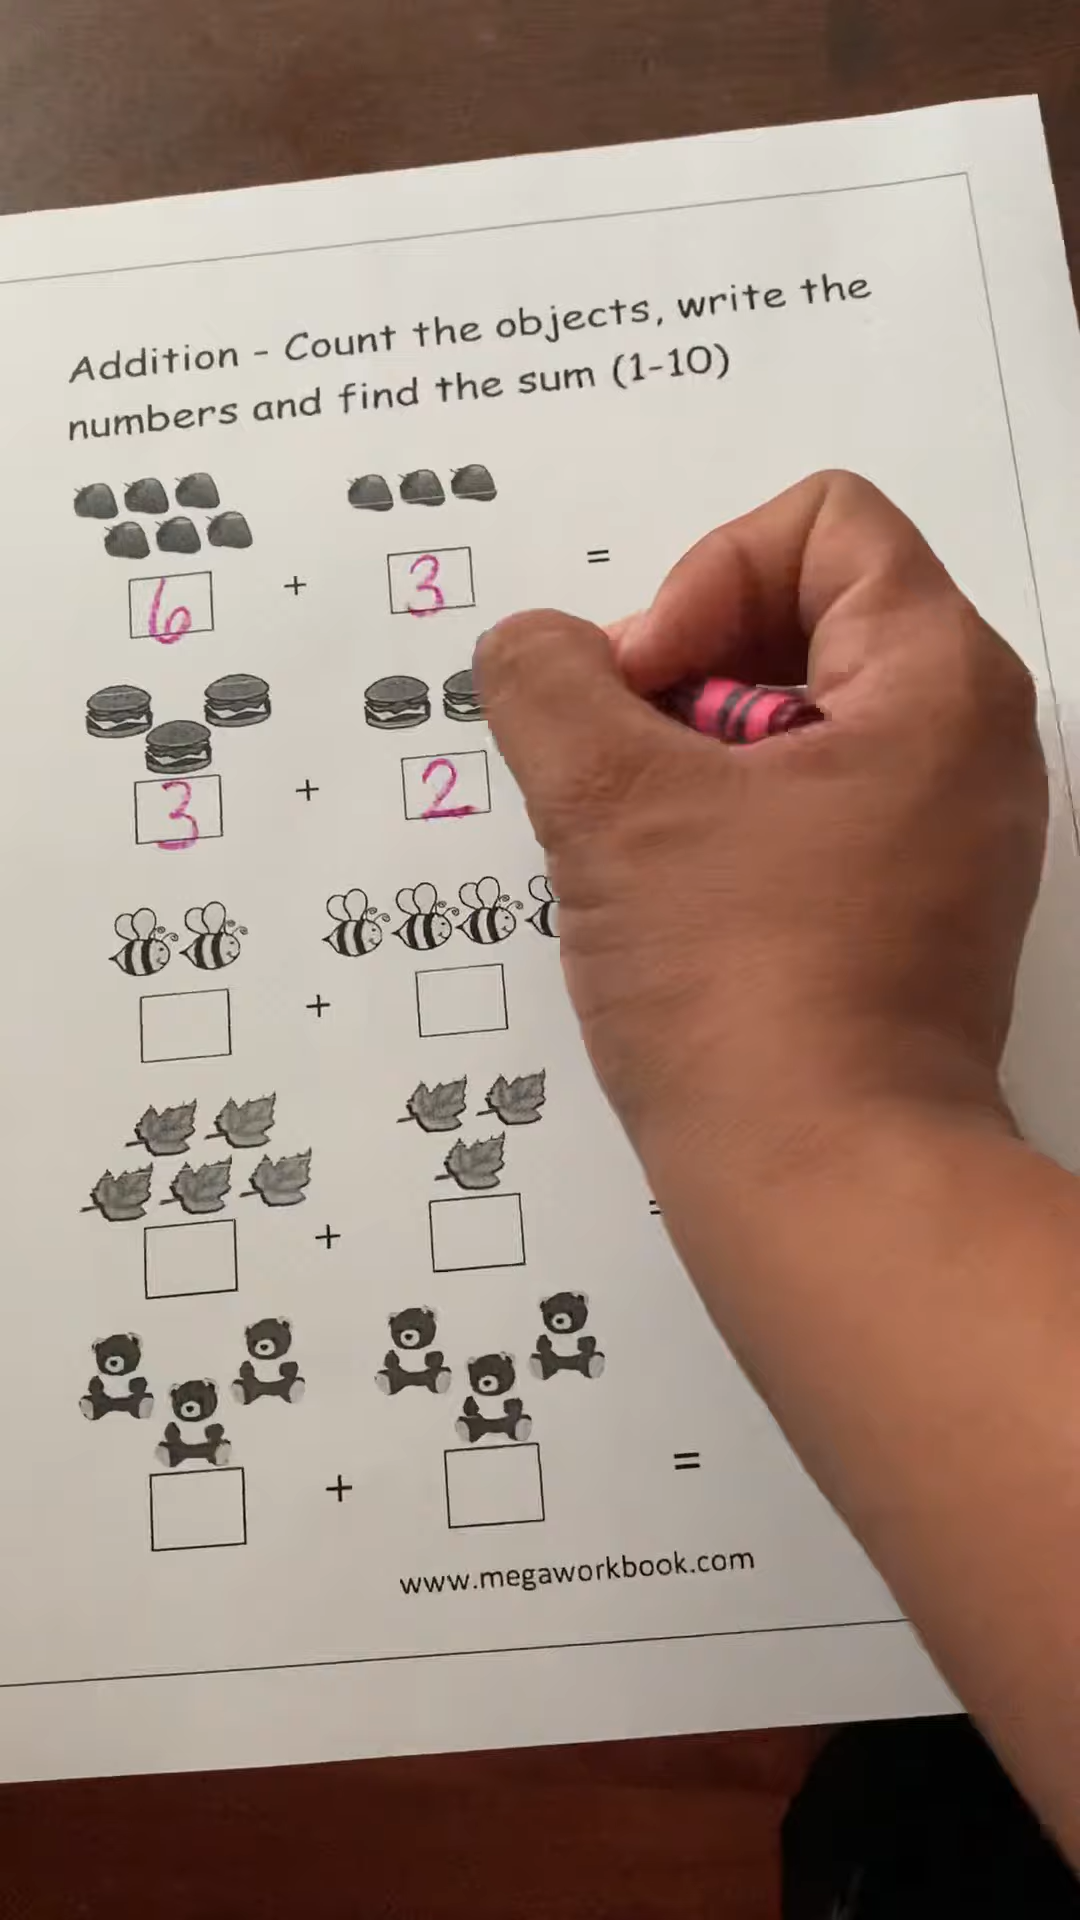 Addition - Count the objects, write the
numbers and find the sum (1-10)
6 + 3 =
3 + 2
+
+ =
+ =
www.megaworkbook.com